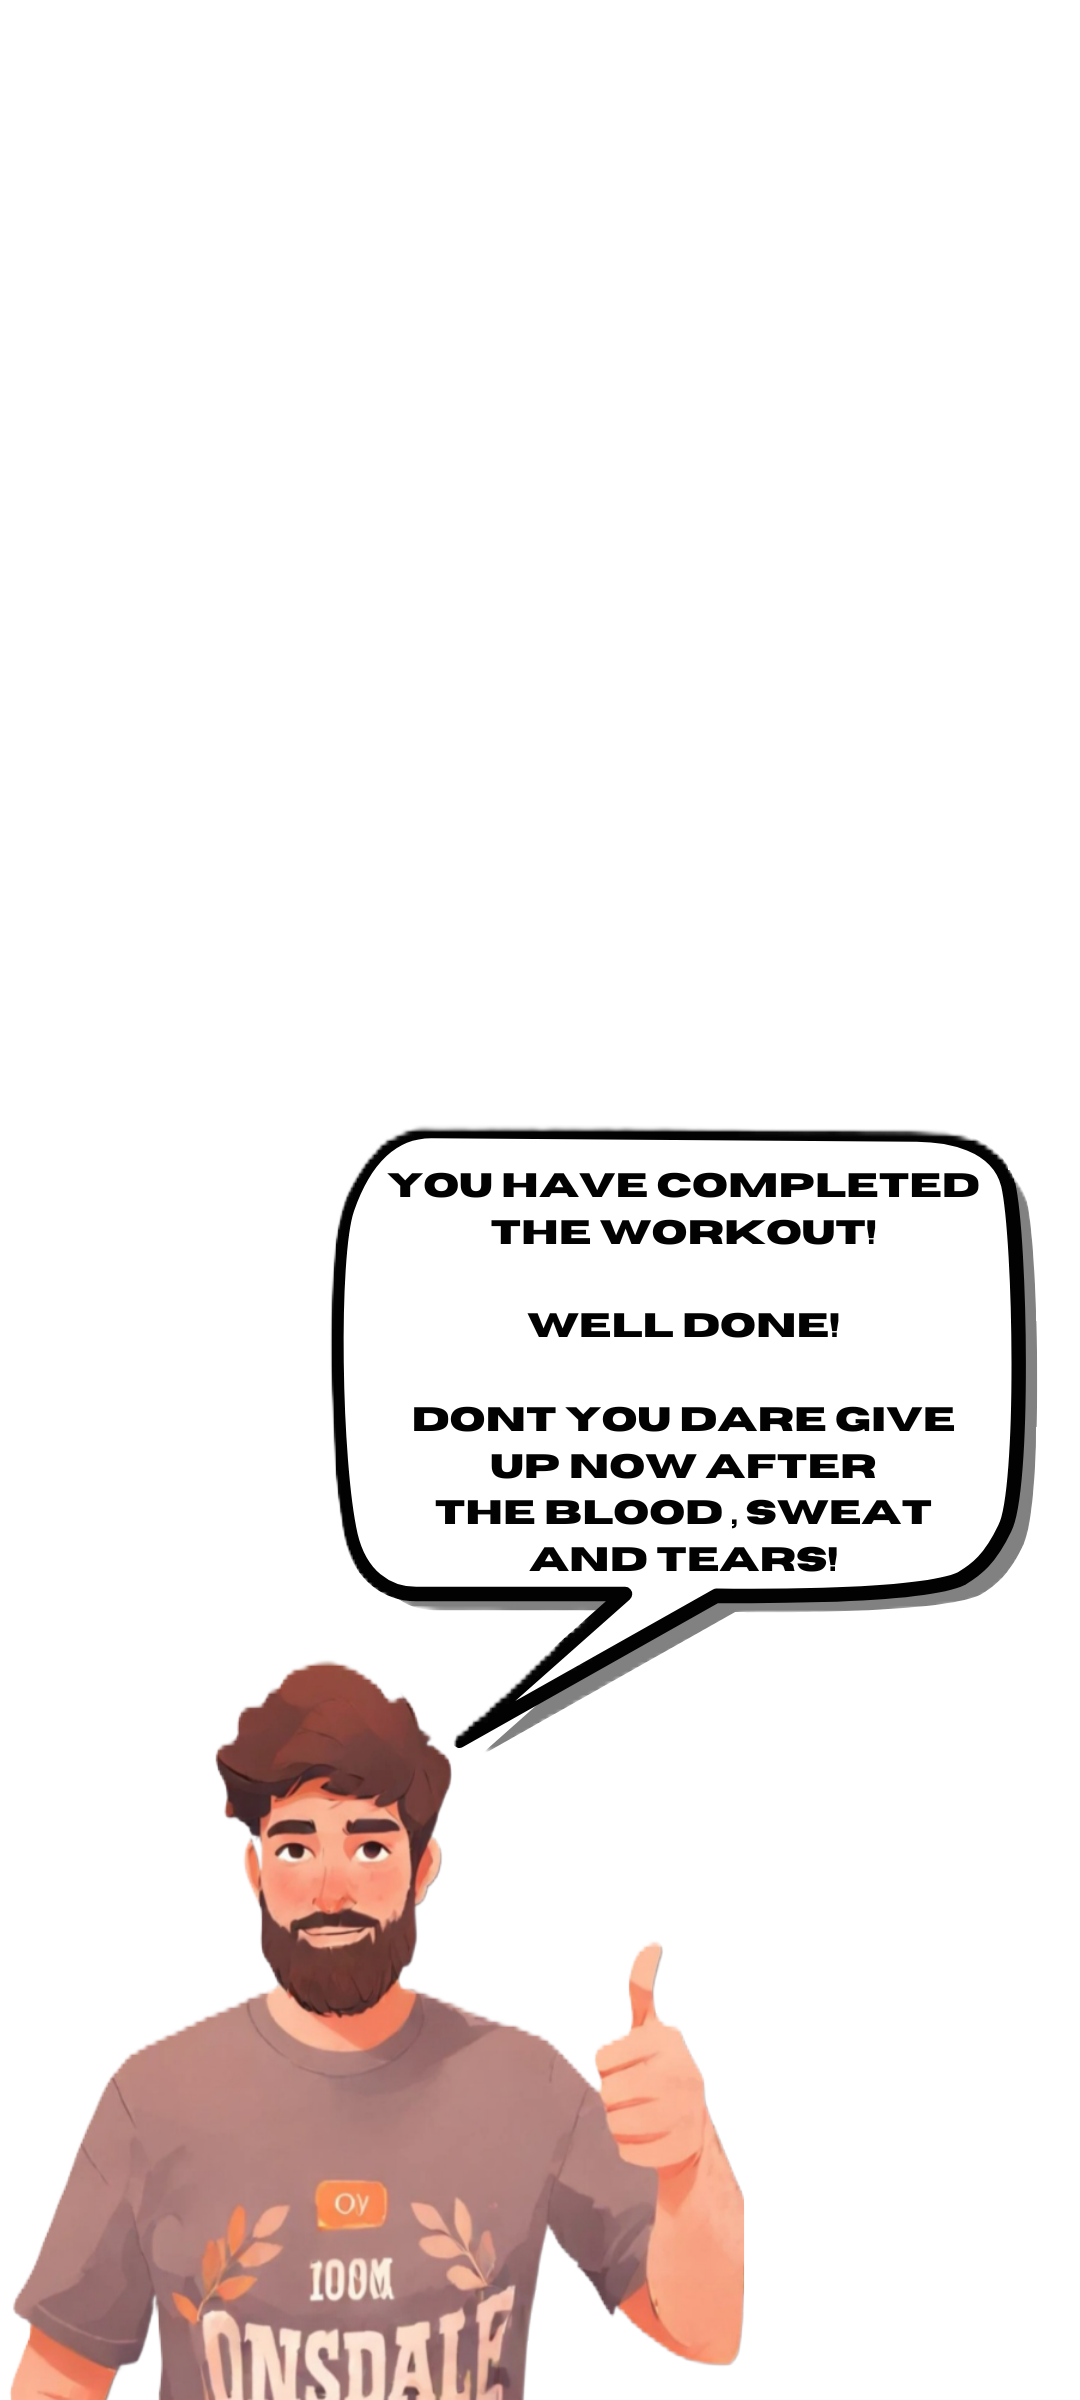 YOU HAVE COMPLETED
THE WORKOUT!
WELL DONE!
DONT YOU DARE GIVE
UP NOW AFTER
THE BLOOD , SWEAT
AND TEARS!
OY
100M
ONSDALE